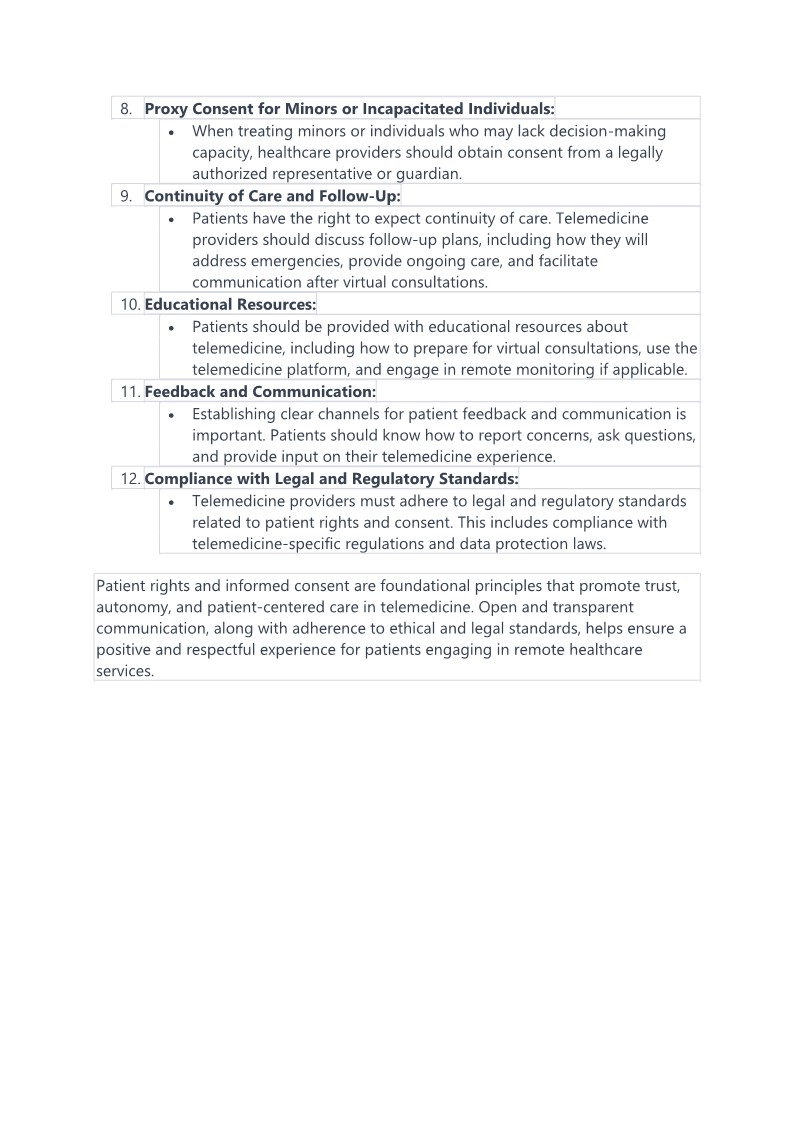 8. Proxy Consent for Minors or Incapacitated Individuals:
• When treating minors or individuals who may lack decision-making
capacity, healthcare providers should obtain consent from a legally
authorized representative or guardian.
9. Continuity of Care and Follow-Up:
• Patients have the right to expect continuity of care. Telemedicine
providers should discuss follow-up plans, including how they will
address emergencies, provide ongoing care, and facilitate
communication after virtual consultations.
10. Educational Resources:
• Patients should be provided with educational resources about
telemedicine, including how to prepare for virtual consultations, use the
telemedicine platform, and engage in remote monitoring if applicable.
11. Feedback and Communication:
• Establishing clear channels for patient feedback and communication is
important. Patients should know how to report concerns, ask questions,
and provide input on their telemedicine experience.
12. Compliance with Legal and Regulatory Standards:
• Telemedicine providers must adhere to legal and regulatory standards
related to patient rights and consent. This includes compliance with
telemedicine-specific regulations and data protection laws.
Patient rights and informed consent are foundational principles that promote trust,
autonomy, and patient-centered care in telemedicine. Open and transparent
communication, along with adherence to ethical and legal standards, helps ensure a
positive and respectful experience for patients engaging in remote healthcare
services.